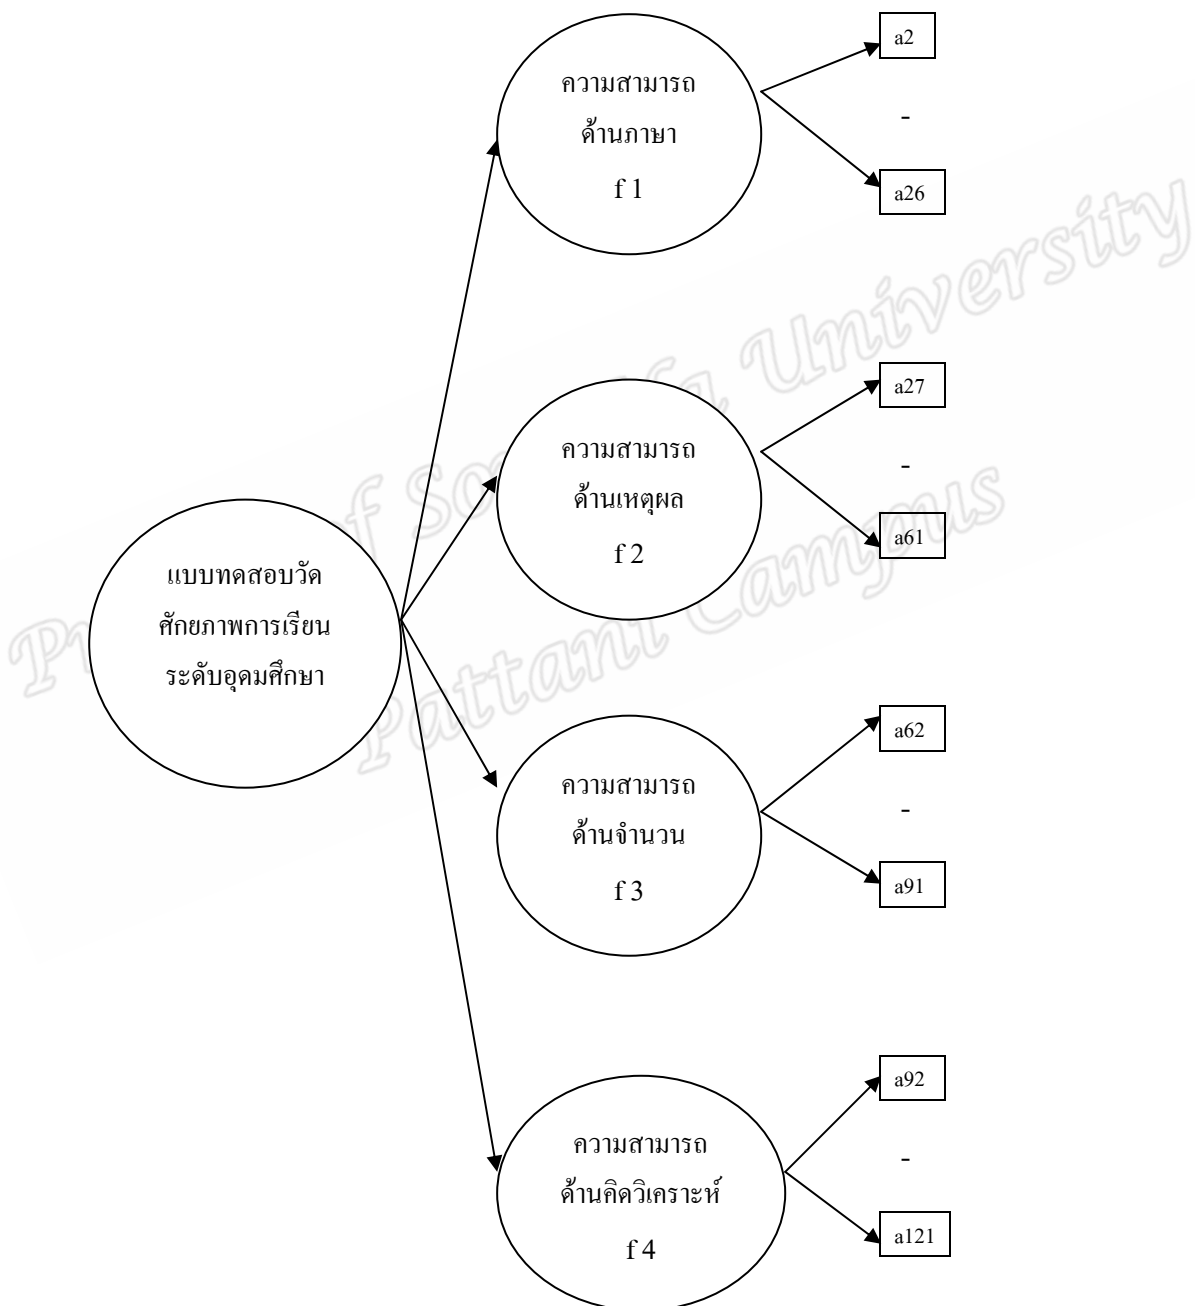 ความสามารถ
ด้านภาษา
f 1
a2
-
a26
ความสามารถ
ด้านเหตุผล
f 2
a27
-
a61
แบบทดสอบวัด
ศักยภาพการเรียน
ระดับอุดมศึกษา
ความสามารถ
ด้านจำนวน
f 3
a62
-
a91
ความสามารถ
ด้านคิดวิเคราะห์
f 4
a92
-
a121
University
Pattani Campus